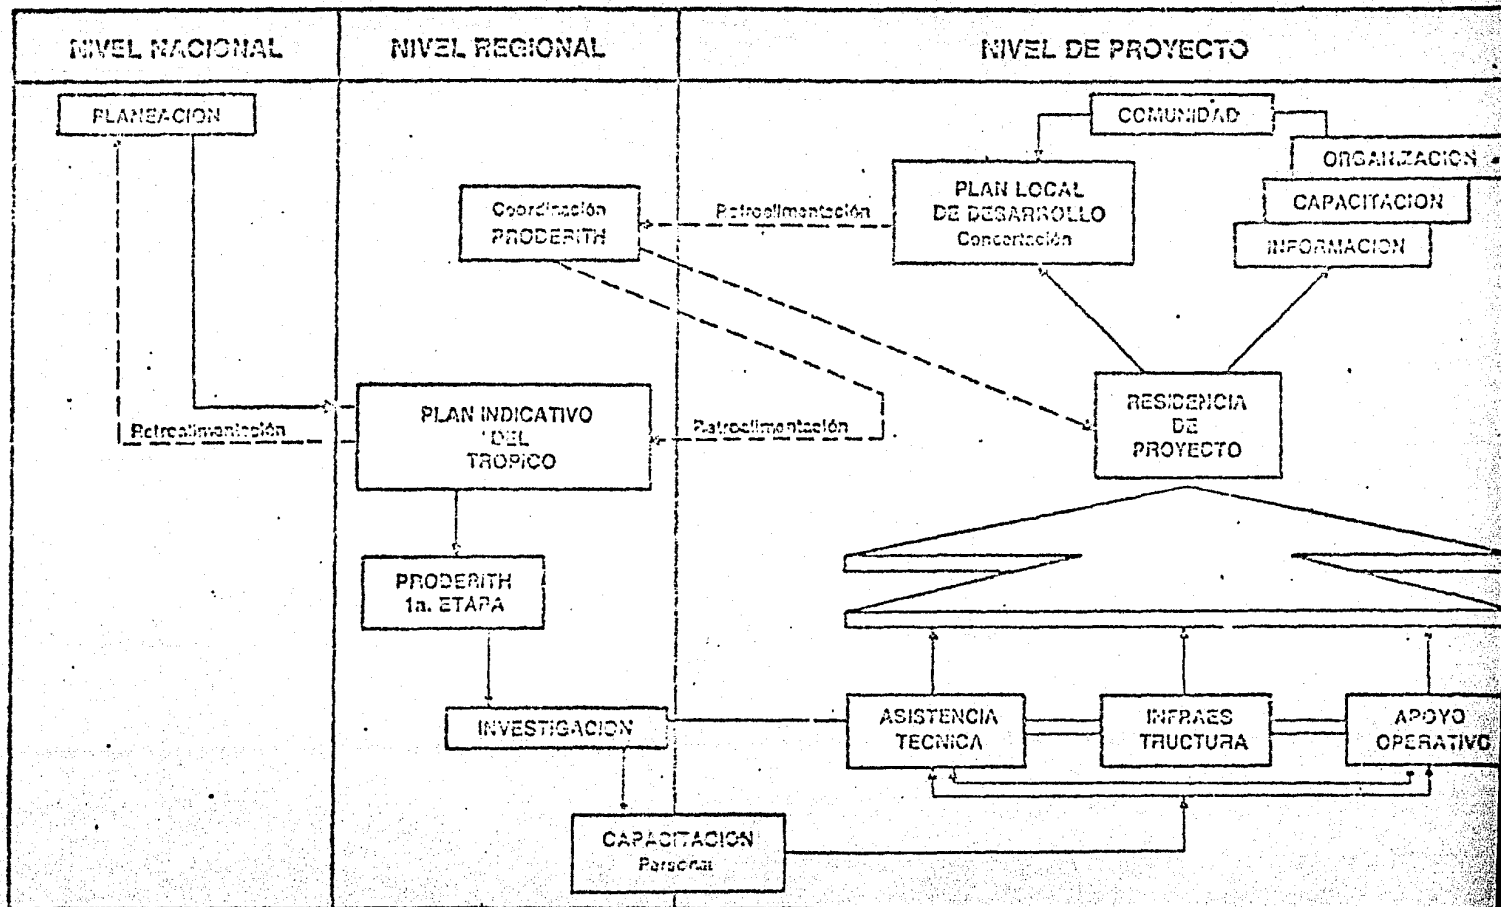 NIVEL NACIONAL
NIVEL REGIONAL
NIVEL DE PROYECTO
PLANEACION
COMUNIDAD
ORGANIZACION
CAPACITACION
INFORMACION
PLAN LOCAL
DE DESARROLLO
Concertación
Retroalimentación
Coordinación
PRODERITH
RESIDENCIA
DE
PROYECTO
PLAN INDICATIVO
DEL
TROPICO
Retroalimentación
Retroalimentación
PRODERITH
1a. ETAPA
INVESTIGACION
ASISTENCIA
TECNICA
INFRAES
TRUCTURA
APOYO
OPERATIVO
CAPACITACION
Personal